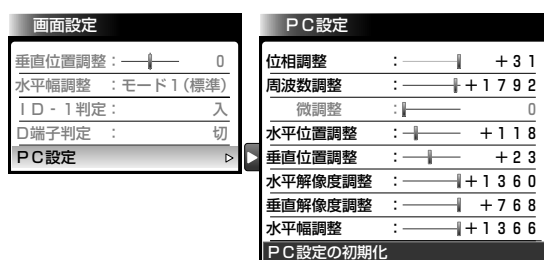 画面設定
垂直位置調整： 0
水平幅調整 ：モード1（標準）
ID-1判定： 入
D端子判定 ： 切
PC設定
PC設定
位相調整 ： +31
周波数調整 ： +1792
微調整 ： 0
水平位置調整 ： +118
垂直位置調整 ： +23
水平解像度調整 ： +1360
垂直解像度調整 ： +768
水平幅調整 ： +1366
PC設定の初期化